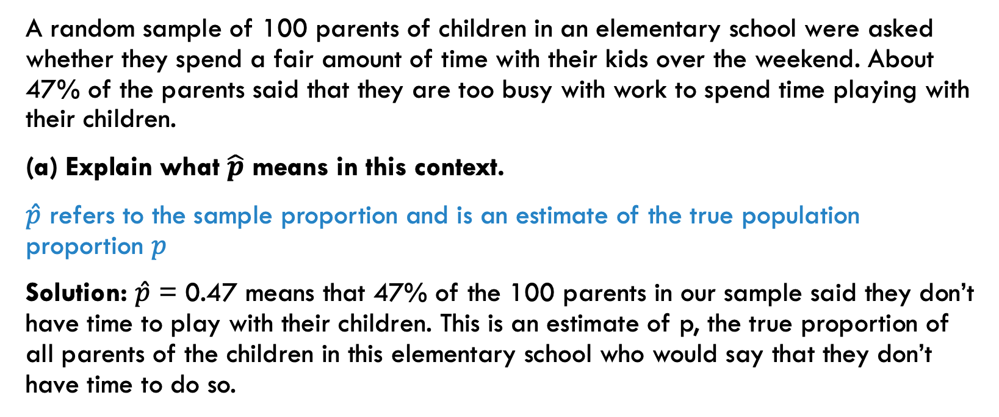 A random sample of 100 parents of children in an elementary school were asked
whether they spend a fair amount of time with their kids over the weekend. About
47% of the parents said that they are too busy with work to spend time playing with
their children.
(a) Explain what p̂ means in this context.
p̂ refers to the sample proportion and is an estimate of the true population
proportion p
Solution: p̂ = 0.47 means that 47% of the 100 parents in our sample said they don’t
have time to play with their children. This is an estimate of p, the true proportion of
all parents of the children in this elementary school who would say that they don’t
have time to do so.